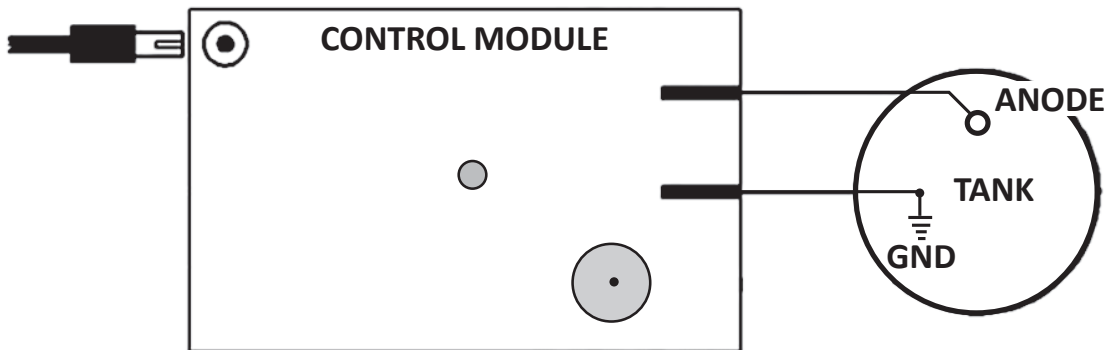 CONTROL MODULE
ANODE
TANK
GND